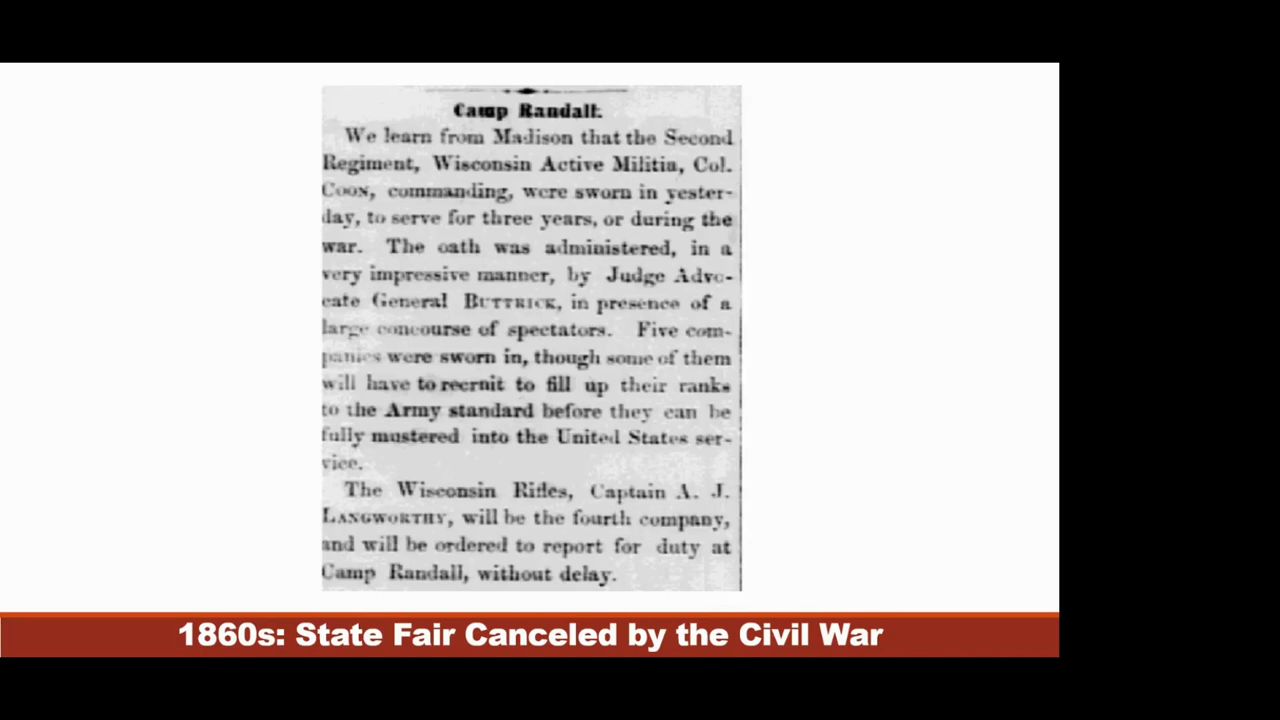 Camp Randall.
We learn from Madison that the Second
Regiment, Wisconsin Active Militia, Col.
COON, commanding, were sworn in yester-
day, to serve for three years, or during the
war. The oath was administered, in a
very impressive manner, by Judge Advo-
cate General BUTTRICK, in presence of a
large concourse of spectators. Five com-
panies were sworn in, though some of them
will have to recruit to fill up their ranks
to the Army standard before they can be
fully mustered into the United States ser-
vice.
The Wisconsin Rifles, Captain A. J.
LANGWORTHY, will be the fourth company,
and will be ordered to report for duty at
Camp Randall, without delay.
1860s: State Fair Canceled by the Civil War